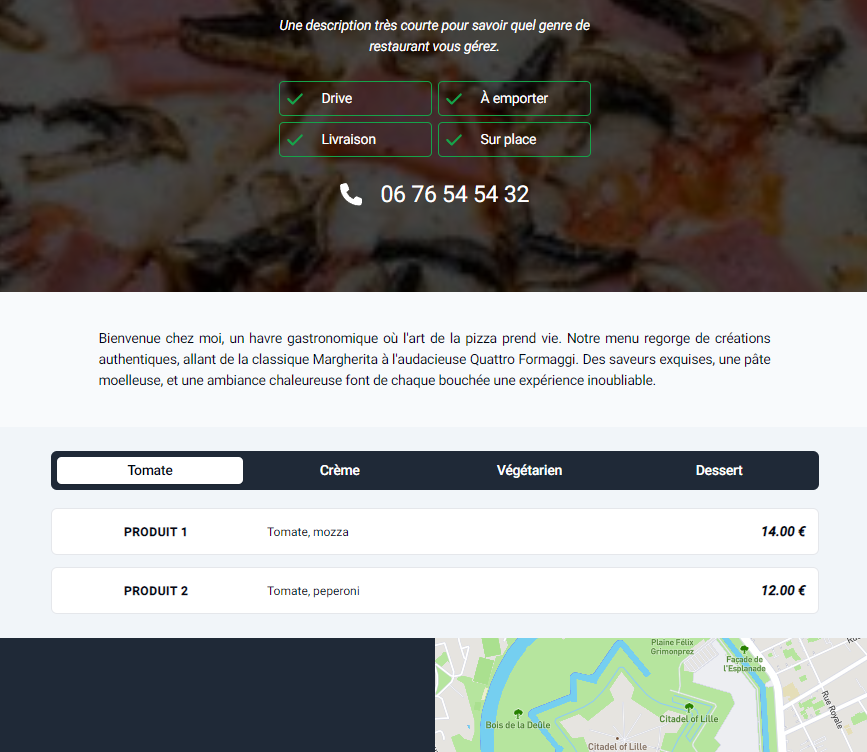 Une description très courte pour savoir quel genre de
restaurant vous gérez.
Drive
À emporter
Livraison
Sur place
06 76 54 54 32
Bienvenue chez moi, un havre gastronomique où l'art de la pizza prend vie. Notre menu regorge de créations
authentiques, allant de la classique Margherita à l'audacieuse Quattro Formaggi. Des saveurs exquises, une pâte
moelleuse, et une ambiance chaleureuse font de chaque bouchée une expérience inoubliable.
Tomate Crème Végétarien Dessert
PRODUIT 1 Tomate, mozza 14.00 €
PRODUIT 2 Tomate, peperoni 12.00 €
Plaine Félix
Grimonprez
Façade de
l'Esplanade
Rue Royale
Bois de la Deûle
Citadel of Lille
Citadel of Lille